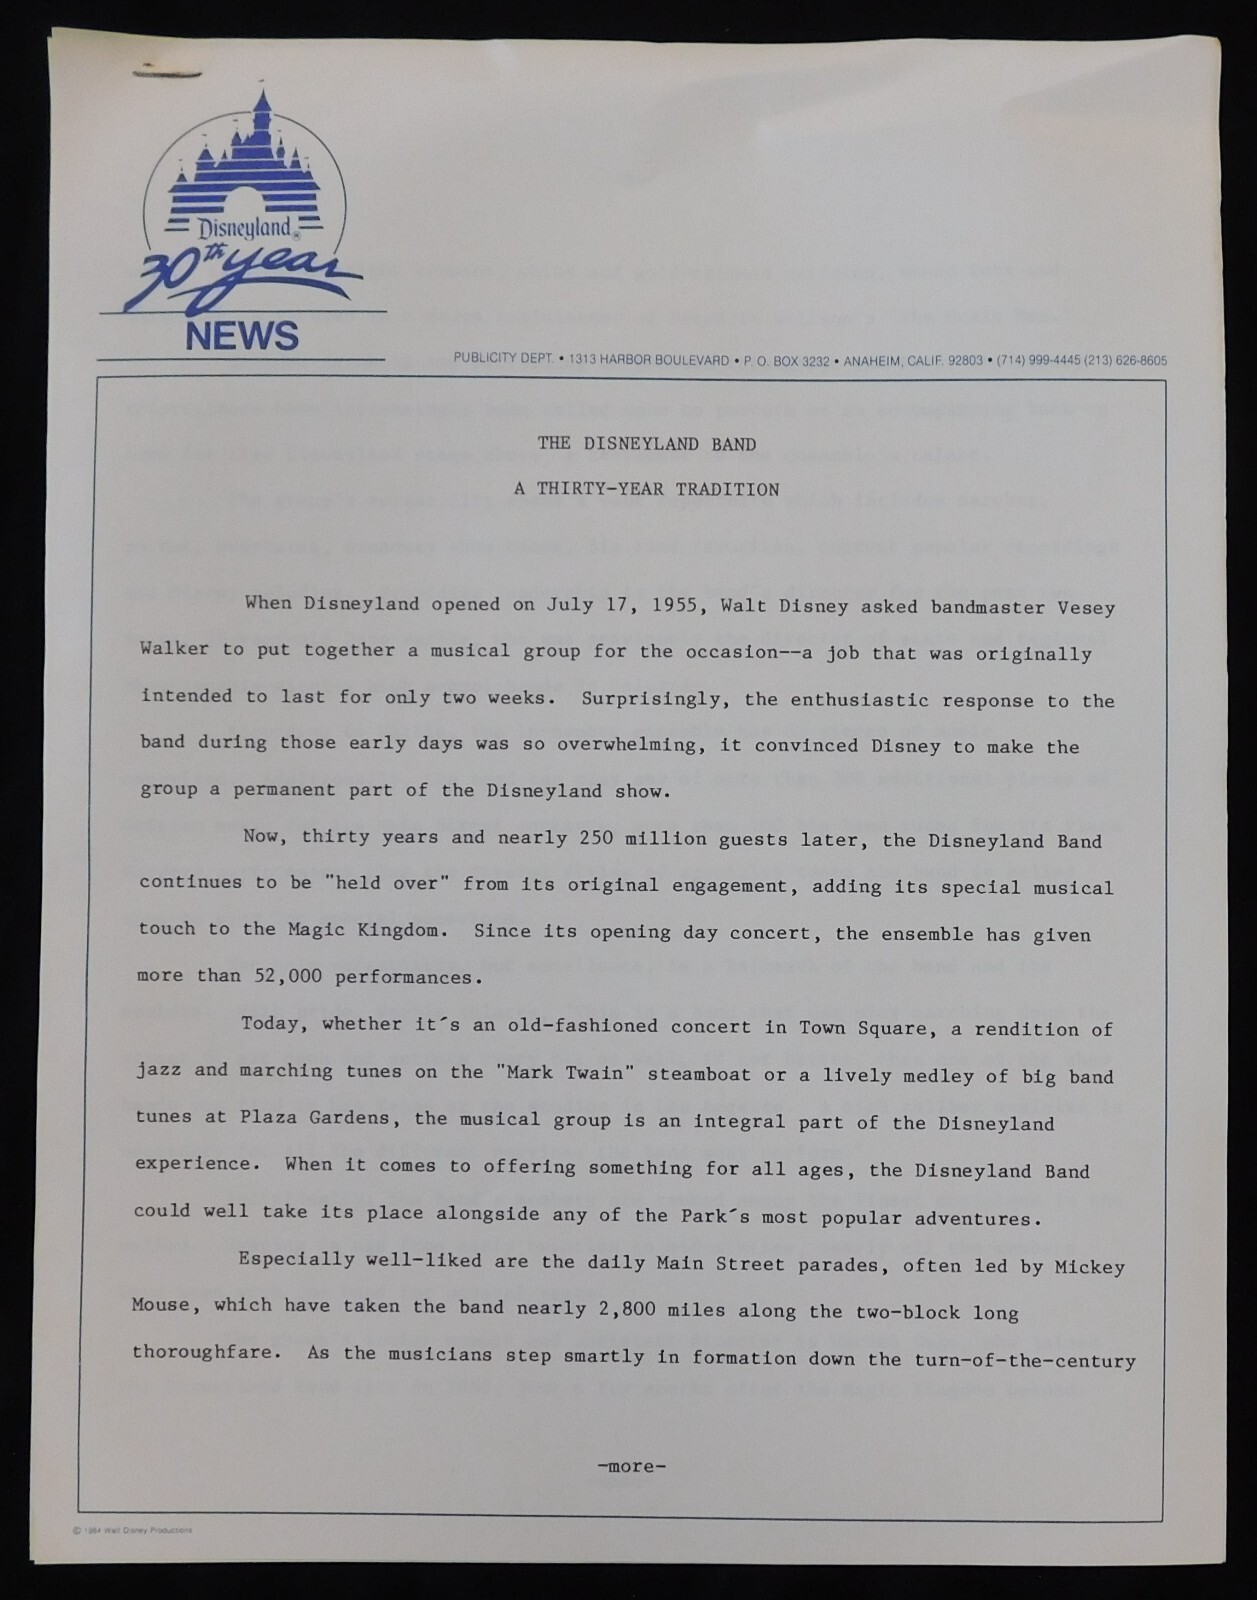 Disneyland®
30th year
NEWS
PUBLICITY DEPT. • 1313 HARBOR BOULEVARD • P. O. BOX 3232 • ANAHEIM, CALIF. 92803 • (714) 999-4445 (213) 626-8605
THE DISNEYLAND BAND
A THIRTY-YEAR TRADITION
When Disneyland opened on July 17, 1955, Walt Disney asked bandmaster Vesey
Walker to put together a musical group for the occasion--a job that was originally
intended to last for only two weeks. Surprisingly, the enthusiastic response to the
band during those early days was so overwhelming, it convinced Disney to make the
group a permanent part of the Disneyland show.
Now, thirty years and nearly 250 million guests later, the Disneyland Band
continues to be "held over" from its original engagement, adding its special musical
touch to the Magic Kingdom. Since its opening day concert, the ensemble has given
more than 52,000 performances.
Today, whether it´s an old-fashioned concert in Town Square, a rendition of
jazz and marching tunes on the "Mark Twain" steamboat or a lively medley of big band
tunes at Plaza Gardens, the musical group is an integral part of the Disneyland
experience. When it comes to offering something for all ages, the Disneyland Band
could well take its place alongside any of the Park´s most popular adventures.
Especially well-liked are the daily Main Street parades, often led by Mickey
Mouse, which have taken the band nearly 2,800 miles along the two-block long
thoroughfare. As the musicians step smartly in formation down the turn-of-the-century
-more-
© 1984 Walt Disney Productions